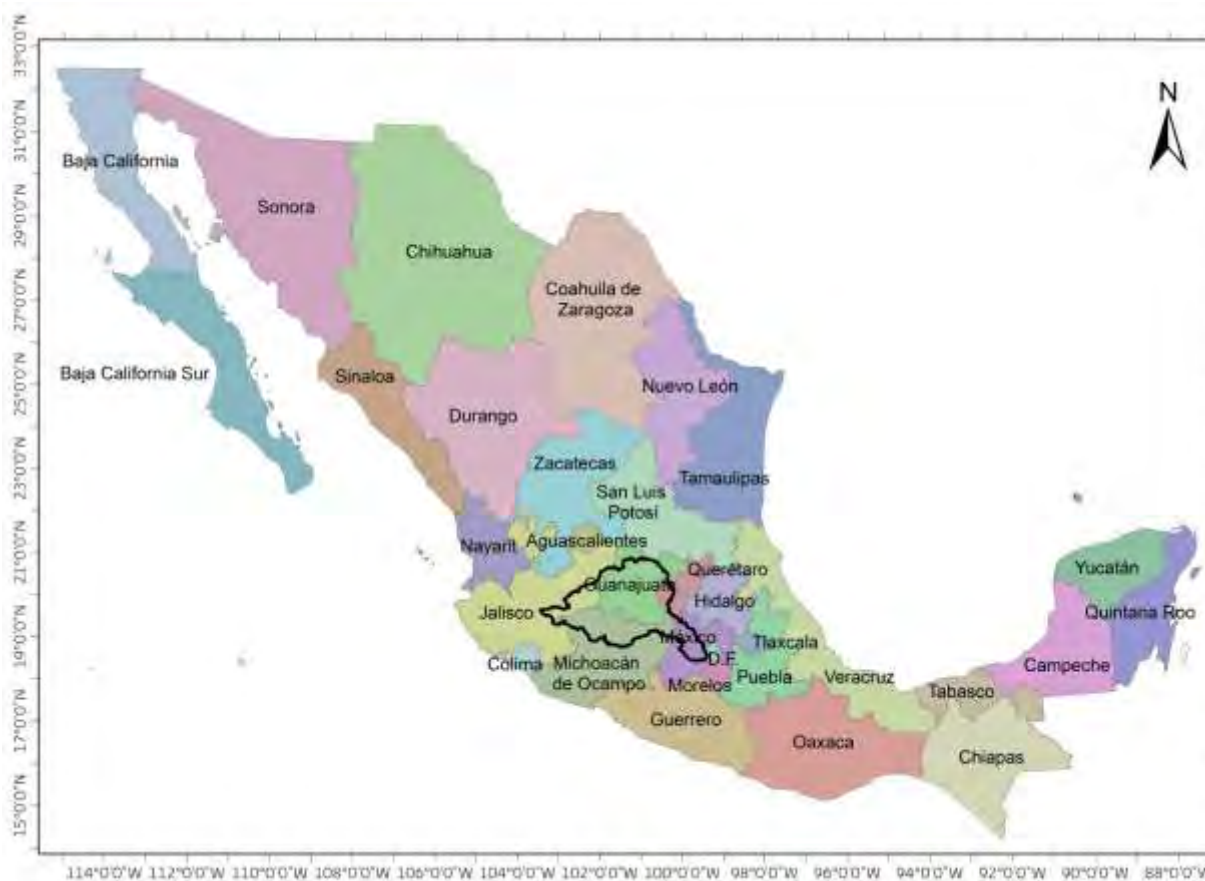 N
33°0'0"N
31°0'0"N
29°0'0"N
27°0'0"N
25°0'0"N
23°0'0"N
21°0'0"N
19°0'0"N
17°0'0"N
15°0'0"N
Baja California
Sonora
Chihuahua
Coahuila de
Zaragoza
Baja California Sur
Sinaloa
Nuevo León
Durango
Zacatecas
Tamaulipas
San Luis
Potosí
Nayarit
Aguascalientes
Querétaro
Yucatán
Guanajuato
Hidalgo
Jalisco
Quintana Roo
México
Tlaxcala
D.F.
Colima
Michoacán
de Ocampo
Morelos
Puebla
Veracruz
Campeche
Tabasco
Guerrero
Oaxaca
Chiapas
114°0'0"W 112°0'0"W 110°0'0"W 108°0'0"W 106°0'0"W 104°0'0"W 102°0'0"W 100°0'0"W 98°0'0"W 96°0'0"W 94°0'0"W 92°0'0"W 90°0'0"W 88°0'0"W